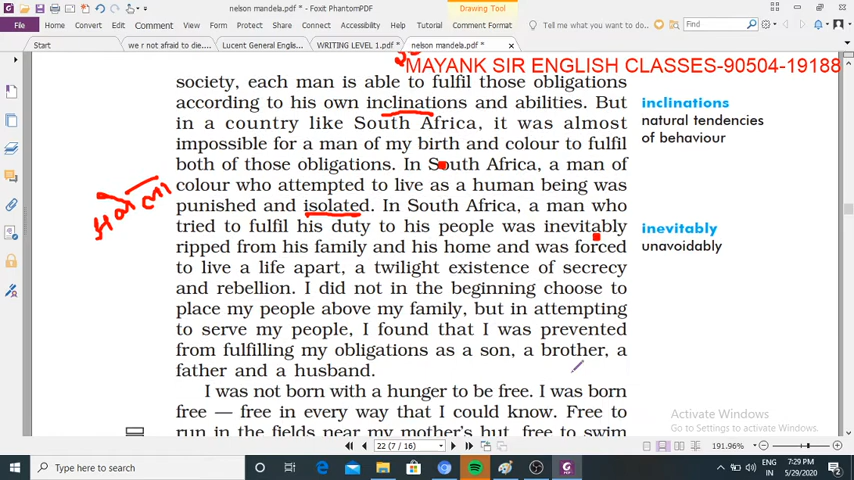 nelson mandela.pdf * - Foxit PhantomPDF
Drawing Tool
File
Home
Edit
Comment
View
Form
Protect
Share
Connect
Accessibility
Help
Tutorial
Comment Format
Tell me what you want to do...
Find
Start
we r not afraid to die....
Lucent General Engli...
WRITING LEVEL 1.pdf *
nelson mandela.pdf *
MAYANK SIR ENGLISH CLASSES-90504-19188
society, each man is able to fulfil those obligations
according to his own inclinations and abilities. But
in a country like South Africa, it was almost
impossible for a man of my birth and colour to fulfil
both of those obligations. In South Africa, a man of
colour who attempted to live as a human being was
punished and isolated. In South Africa, a man who
tried to fulfil his duty to his people was inevitably
ripped from his family and his home and was forced
to live a life apart, a twilight existence of secrecy
and rebellion. I did not in the beginning choose to
place my people above my family, but in attempting
to serve my people, I found that I was prevented
from fulfilling my obligations as a son, a brother, a
father and a husband.
I was not born with a hunger to be free. I was born
free — free in every way that I could know. Free to
run in the fields near my mother's hut, free to swim
inclinations
natural tendencies
of behaviour
inevitably
unavoidably
Activate Windows
Go to Settings to activate Windows.
22 (7 / 16)
191.96%
Type here to search
ENG
IN
7:29 PM
5/29/2020
2